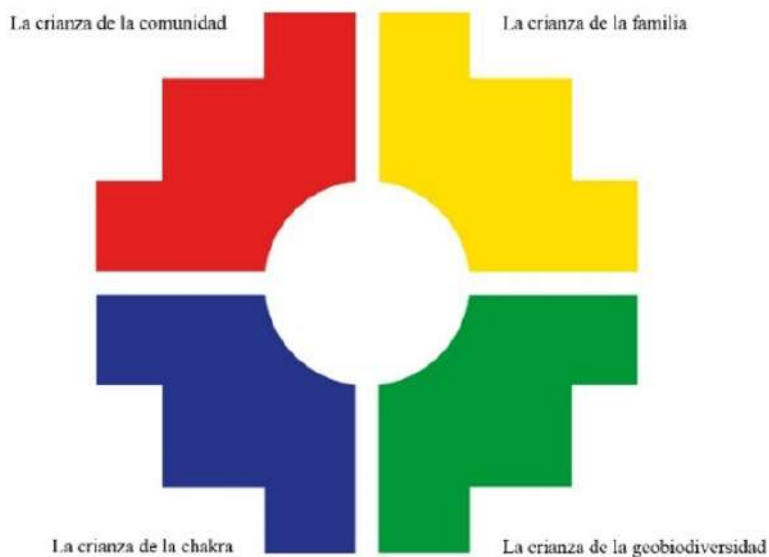 La crianza de la comunidad
La crianza de la familia
La crianza de la chakra
La crianza de la geobiodiversidad